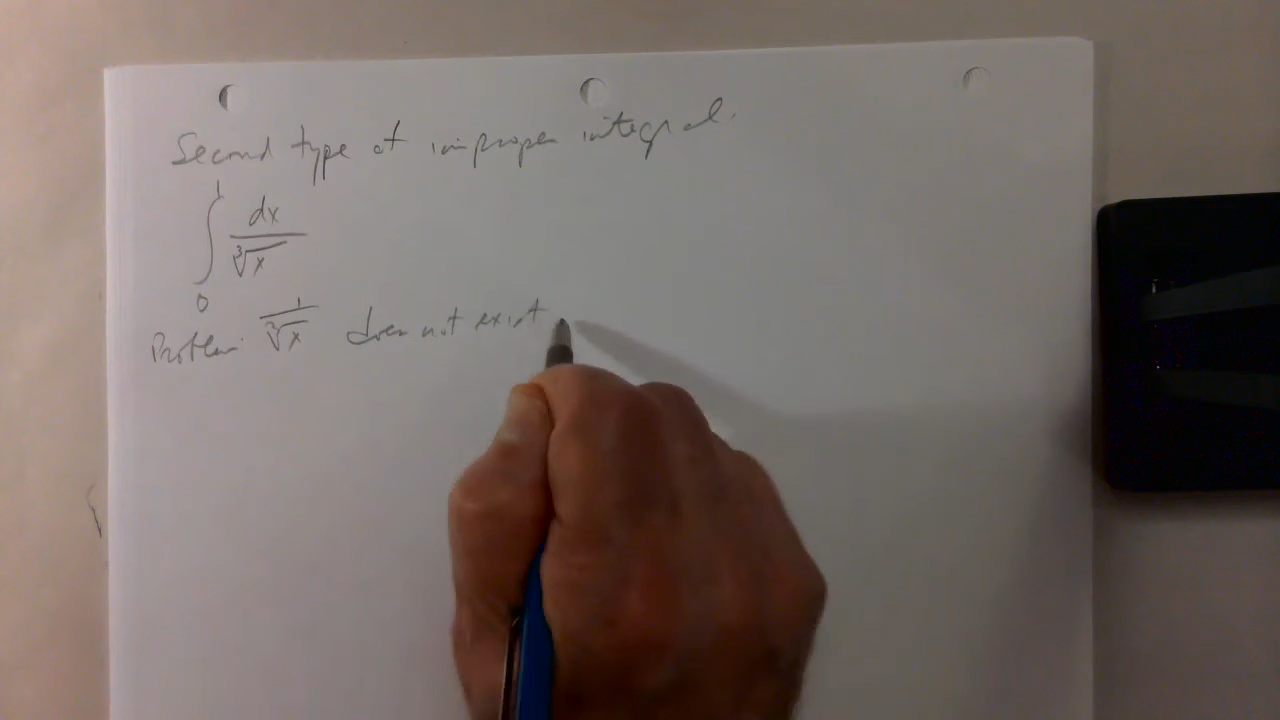 Second type of improper integral.
∫₀¹ dx/∛x
Problem: 1/∛x does not exist